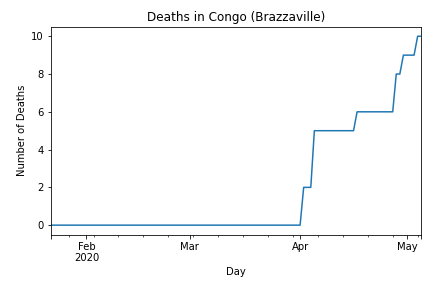 Deaths in Congo (Brazzaville)
10
8
6
4
2
0
Number of Deaths
Feb
2020
Mar
Apr
May
Day